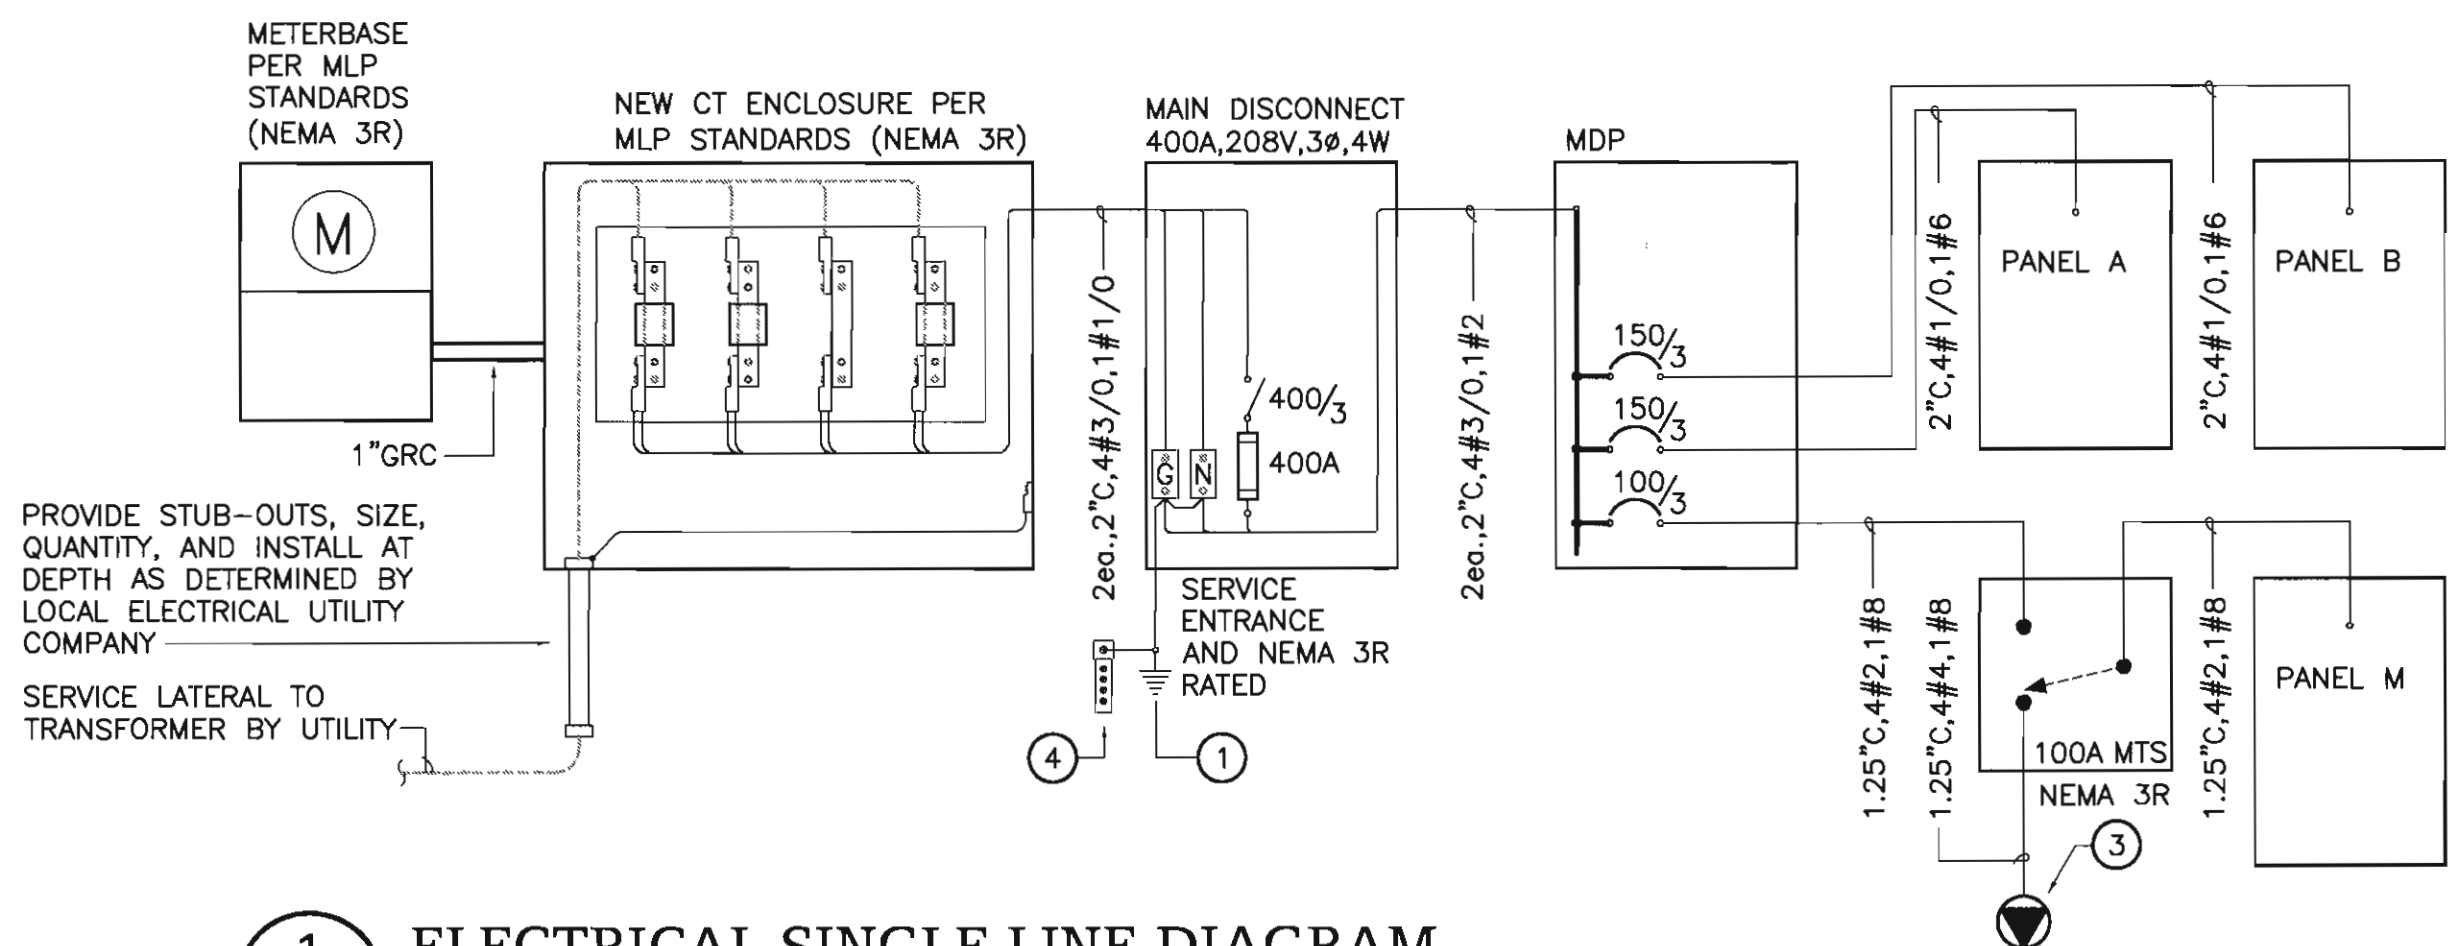 METERBASE
PER MLP
STANDARDS
(NEMA 3R)
M
1"GRC
NEW CT ENCLOSURE PER
MLP STANDARDS (NEMA 3R)
PROVIDE STUB-OUTS, SIZE,
QUANTITY, AND INSTALL AT
DEPTH AS DETERMINED BY
LOCAL ELECTRICAL UTILITY
COMPANY
SERVICE LATERAL TO
TRANSFORMER BY UTILITY
2ea.,2"C,4#3/0,1#1/0
MAIN DISCONNECT
400A,208V,3ø,4W
400/3
400A
G
N
SERVICE
ENTRANCE
AND NEMA 3R
RATED
4
1
2ea.,2"C,4#3/0,1#2
MDP
150/3
150/3
100/3
2"C,4#1/0,1#6
PANEL A
2"C,4#1/0,1#6
PANEL B
1.25"C,4#2,1#8
1.25"C,4#4,1#8
100A MTS
NEMA 3R
3
1.25"C,4#2,1#8
PANEL M
1
ELECTRICAL SINGLE LINE DIAGRAM